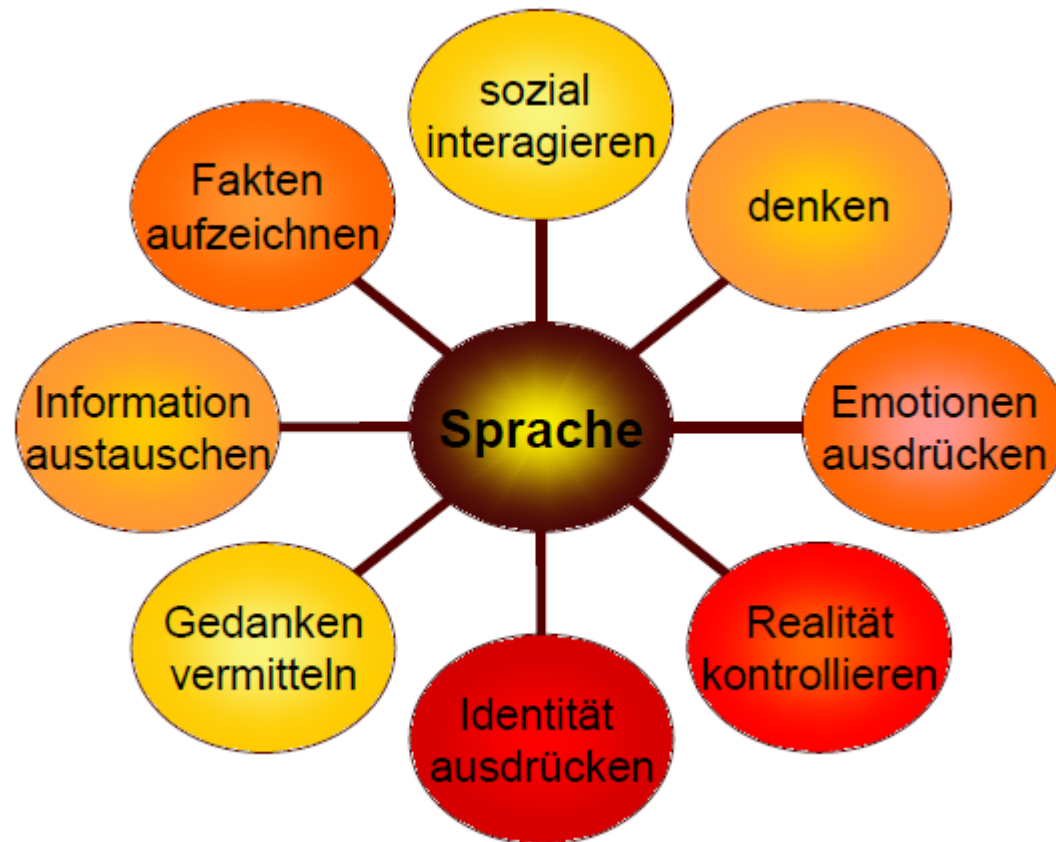 sozial
interagieren
denken
Emotionen
ausdrücken
Realität
kontrollieren
Identität
ausdrücken
Gedanken
vermitteln
Information
austauschen
Fakten
aufzeichnen
Sprache